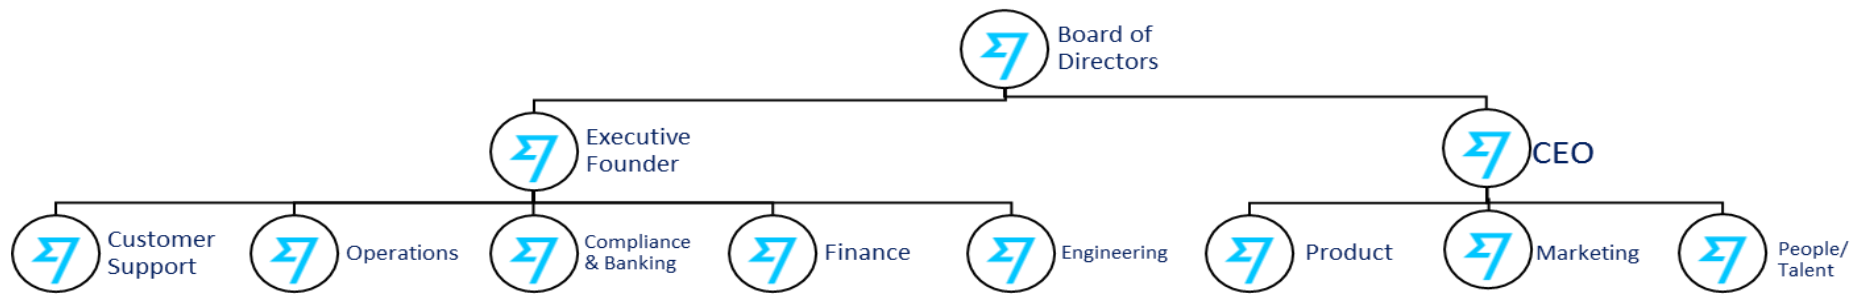 Board of
Directors
Executive
Founder
CEO
Customer
Support
Operations
Compliance
& Banking
Finance
Engineering
Product
Marketing
People/
Talent